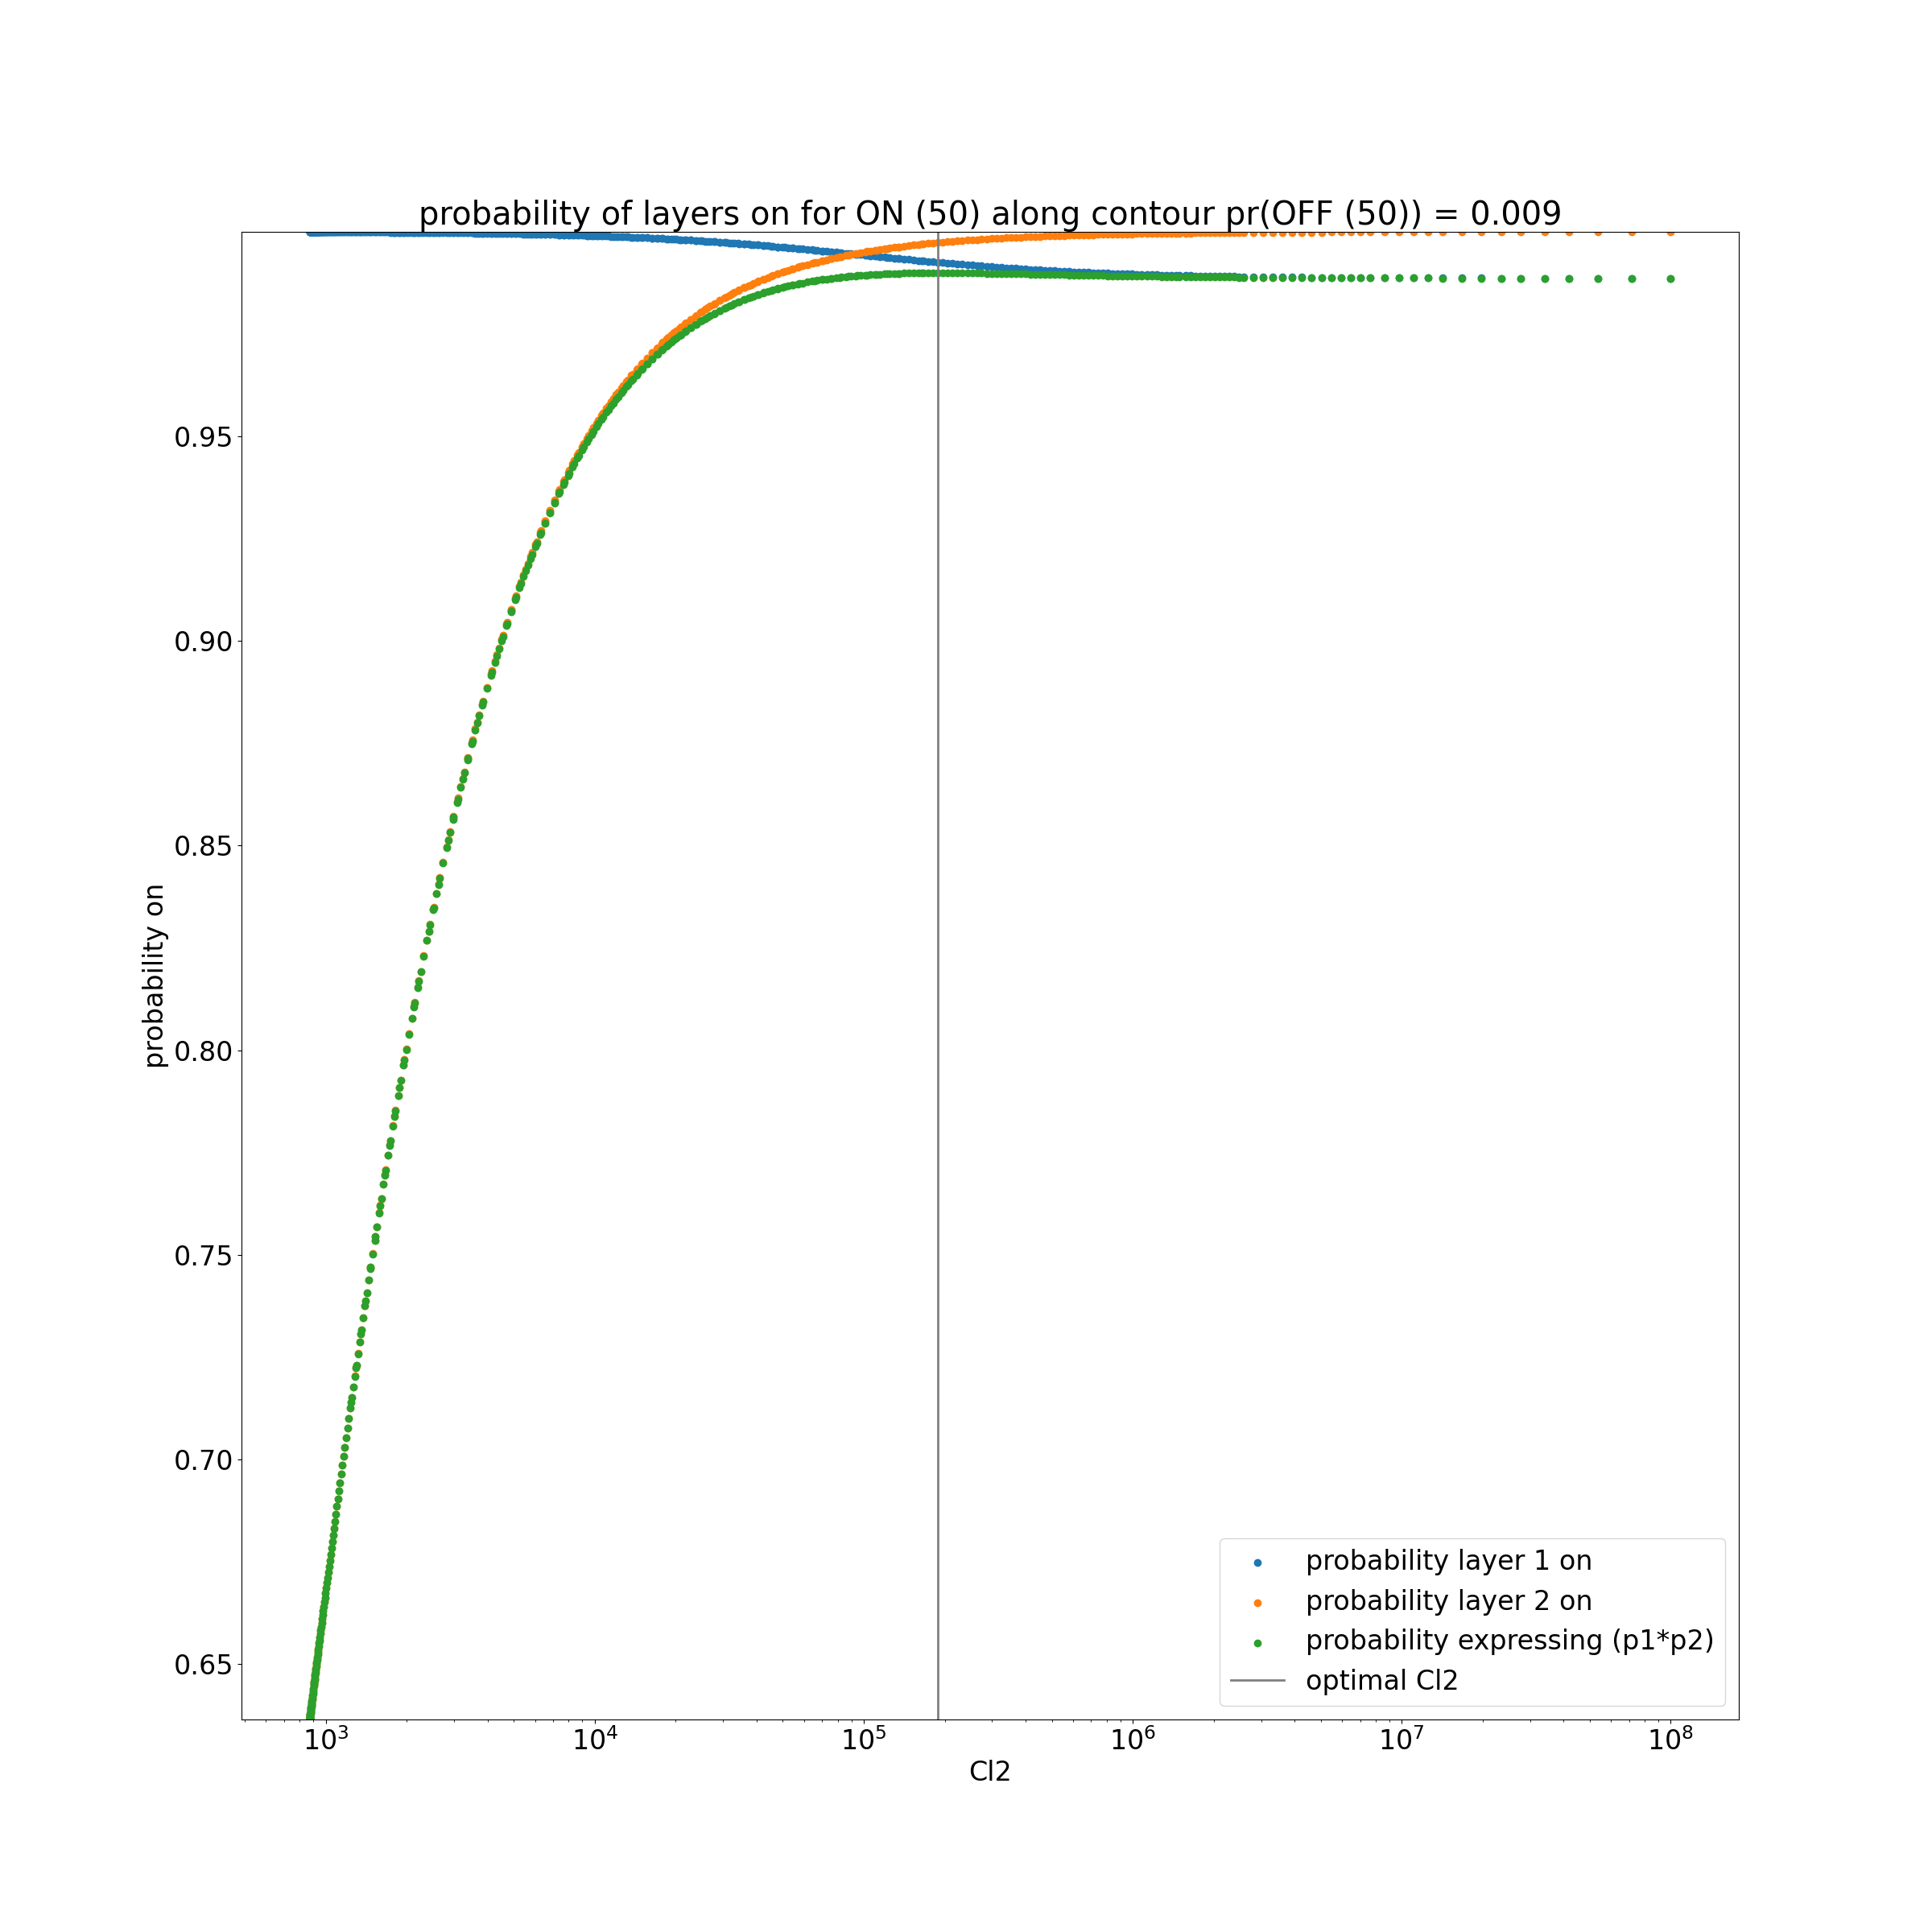 probability of layers on for ON (50) along contour pr(OFF (50)) = 0.009
probability on
0.95
0.90
0.85
0.80
0.75
0.70
0.65
10³
10⁴
10⁵
10⁶
10⁷
10⁸
Cl2
probability layer 1 on
probability layer 2 on
probability expressing (p1*p2)
optimal Cl2